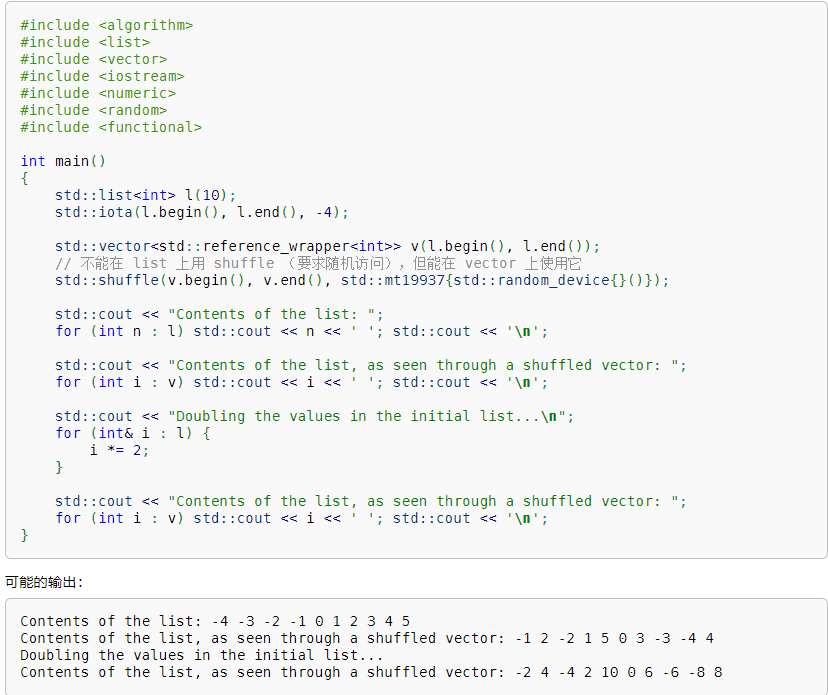 #include <algorithm>
#include <list>
#include <vector>
#include <iostream>
#include <numeric>
#include <random>
#include <functional>
int main()
{
    std::list<int> l(10);
    std::iota(l.begin(), l.end(), -4);
    std::vector<std::reference_wrapper<int>> v(l.begin(), l.end());
    // 不能在 list 上用 shuffle （要求随机访问），但能在 vector 上使用它
    std::shuffle(v.begin(), v.end(), std::mt19937{std::random_device{}()});
    std::cout << "Contents of the list: ";
    for (int n : l) std::cout << n << ' '; std::cout << '\n';
    std::cout << "Contents of the list, as seen through a shuffled vector: ";
    for (int i : v) std::cout << i << ' '; std::cout << '\n';
    std::cout << "Doubling the values in the initial list...\n";
    for (int& i : l) {
        i *= 2;
    }
    std::cout << "Contents of the list, as seen through a shuffled vector: ";
    for (int i : v) std::cout << i << ' '; std::cout << '\n';
}
可能的输出：
Contents of the list: -4 -3 -2 -1 0 1 2 3 4 5
Contents of the list, as seen through a shuffled vector: -1 2 -2 1 5 0 3 -3 -4 4
Doubling the values in the initial list...
Contents of the list, as seen through a shuffled vector: -2 4 -4 2 10 0 6 -6 -8 8